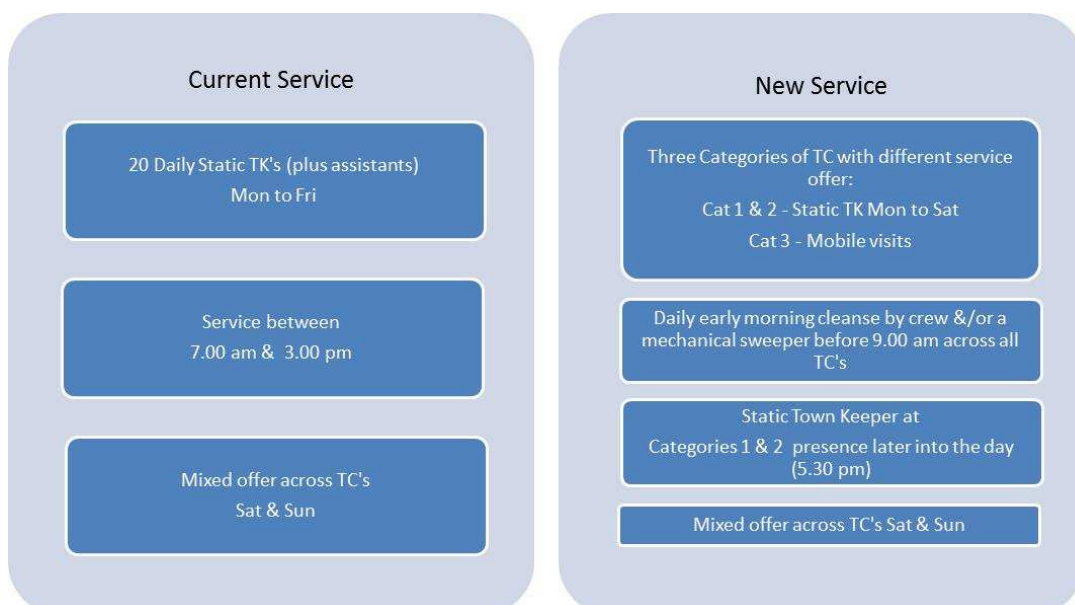 Current Service
20 Daily Static TK's (plus assistants)
Mon to Fri
Service between
7.00 am & 3.00 pm
Mixed offer across TC's
Sat & Sun
New Service
Three Categories of TC with different service
offer:
Cat 1 & 2 - Static TK Mon to Sat
Cat 3 - Mobile visits
Daily early morning cleanse by crew &/or a
mechanical sweeper before 9.00 am across all
TC's
Static Town Keeper at
Categories 1 & 2 presence later into the day
(5.30 pm)
Mixed offer across TC's Sat & Sun